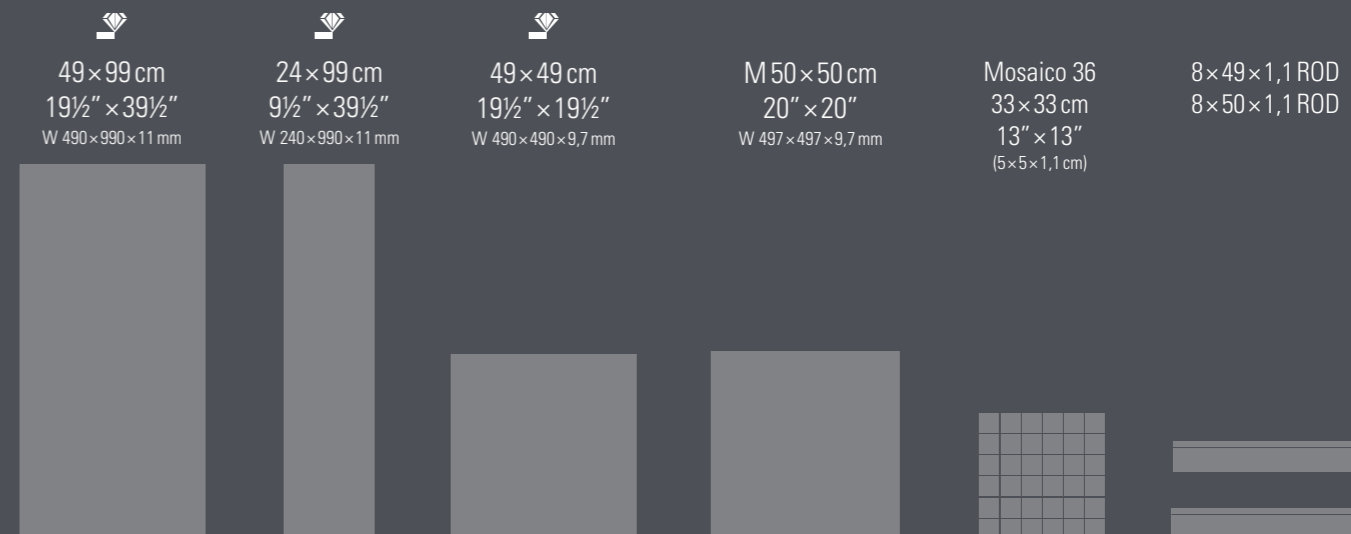 49×99 cm
19½″×39½″
W 490×990×11 mm
24×99 cm
9½″×39½″
W 240×990×11 mm
49×49 cm
19½″×19½″
W 490×490×9,7 mm
M 50×50 cm
20″×20″
W 497×497×9,7 mm
Mosaico 36
33×33 cm
13″×13″
(5×5×1,1 cm)
8×49×1,1 ROD
8×50×1,1 ROD